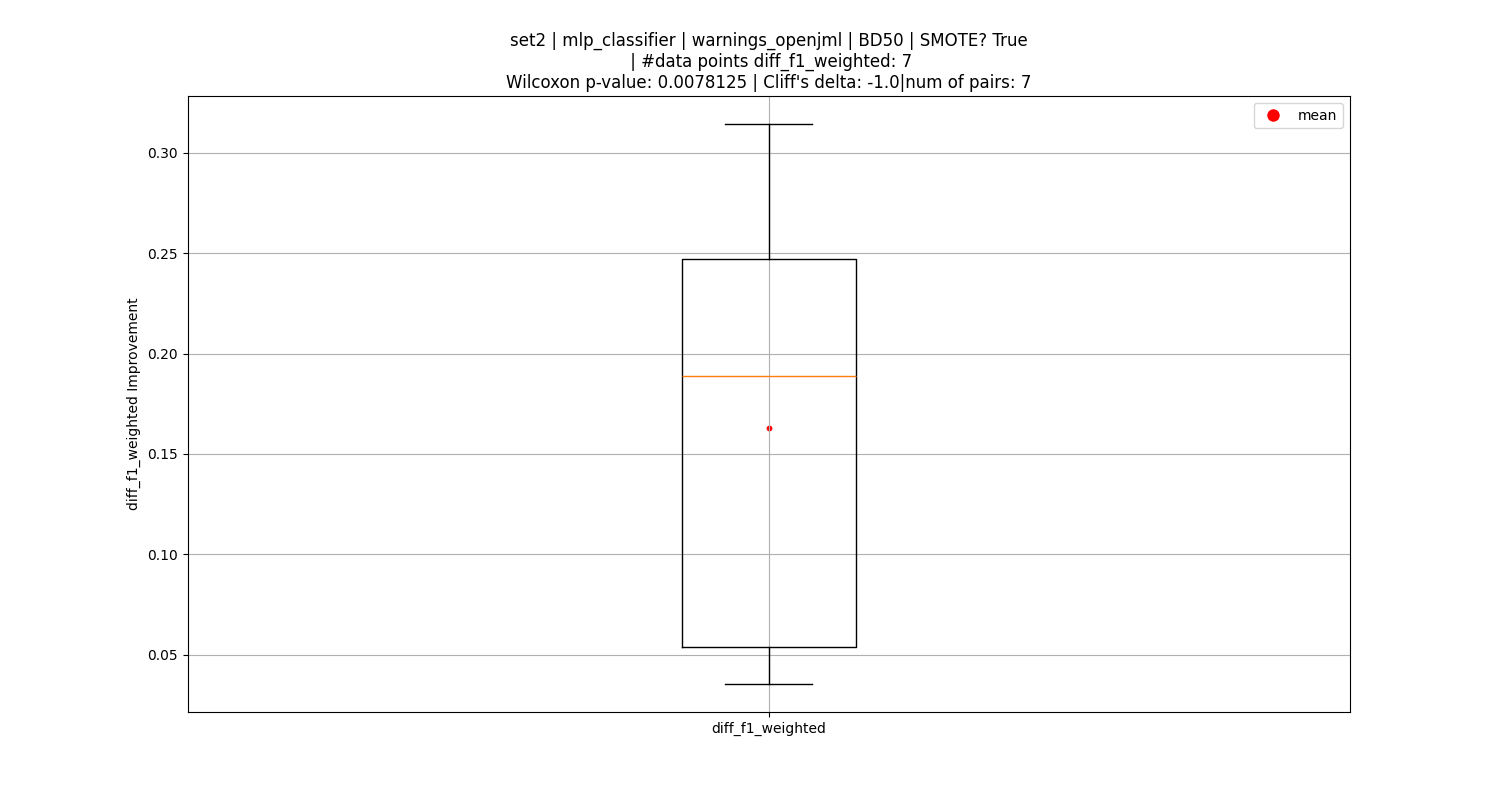 set2 | mlp_classifier | warnings_openjml | BD50 | SMOTE? True
| #data points diff_f1_weighted: 7
Wilcoxon p-value: 0.0078125 | Cliff's delta: -1.0|num of pairs: 7
mean
0.30
0.25
0.20
0.15
0.10
0.05
diff_f1_weighted Improvement
diff_f1_weighted